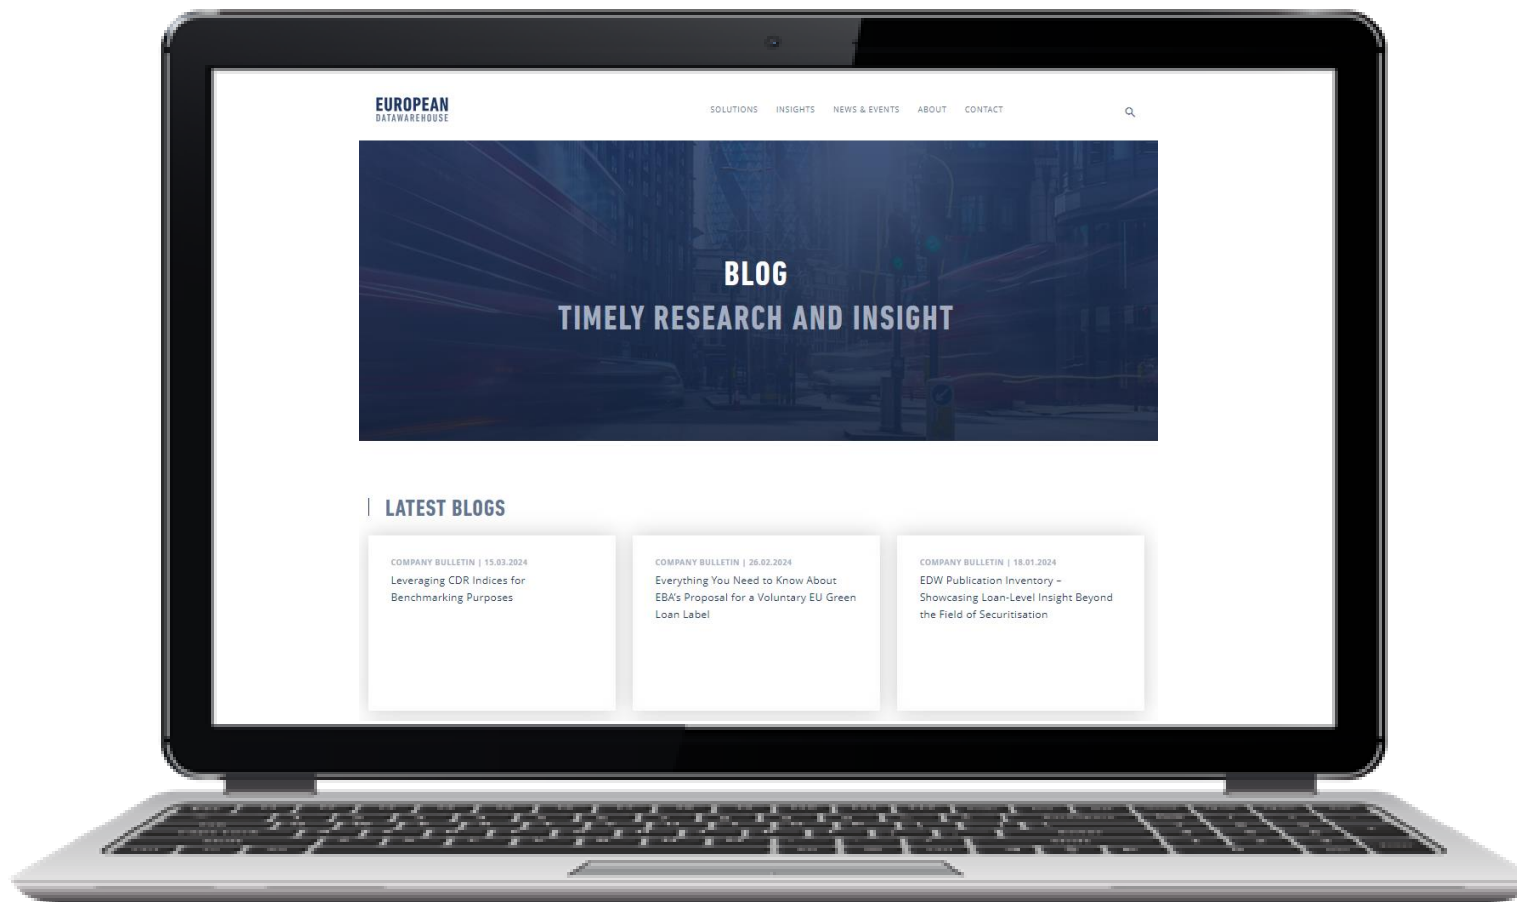 EUROPEAN
DATAWAREHOUSE
SOLUTIONS INSIGHTS NEWS & EVENTS ABOUT CONTACT
BLOG
TIMELY RESEARCH AND INSIGHT
LATEST BLOGS
COMPANY BULLETIN | 15.03.2024
Leveraging CDR Indices for
Benchmarking Purposes
COMPANY BULLETIN | 26.02.2024
Everything You Need to Know About
EBA's Proposal for a Voluntary EU Green
Loan Label
COMPANY BULLETIN | 18.01.2024
EDW Publication Inventory –
Showcasing Loan-Level Insight Beyond
the Field of Securitisation